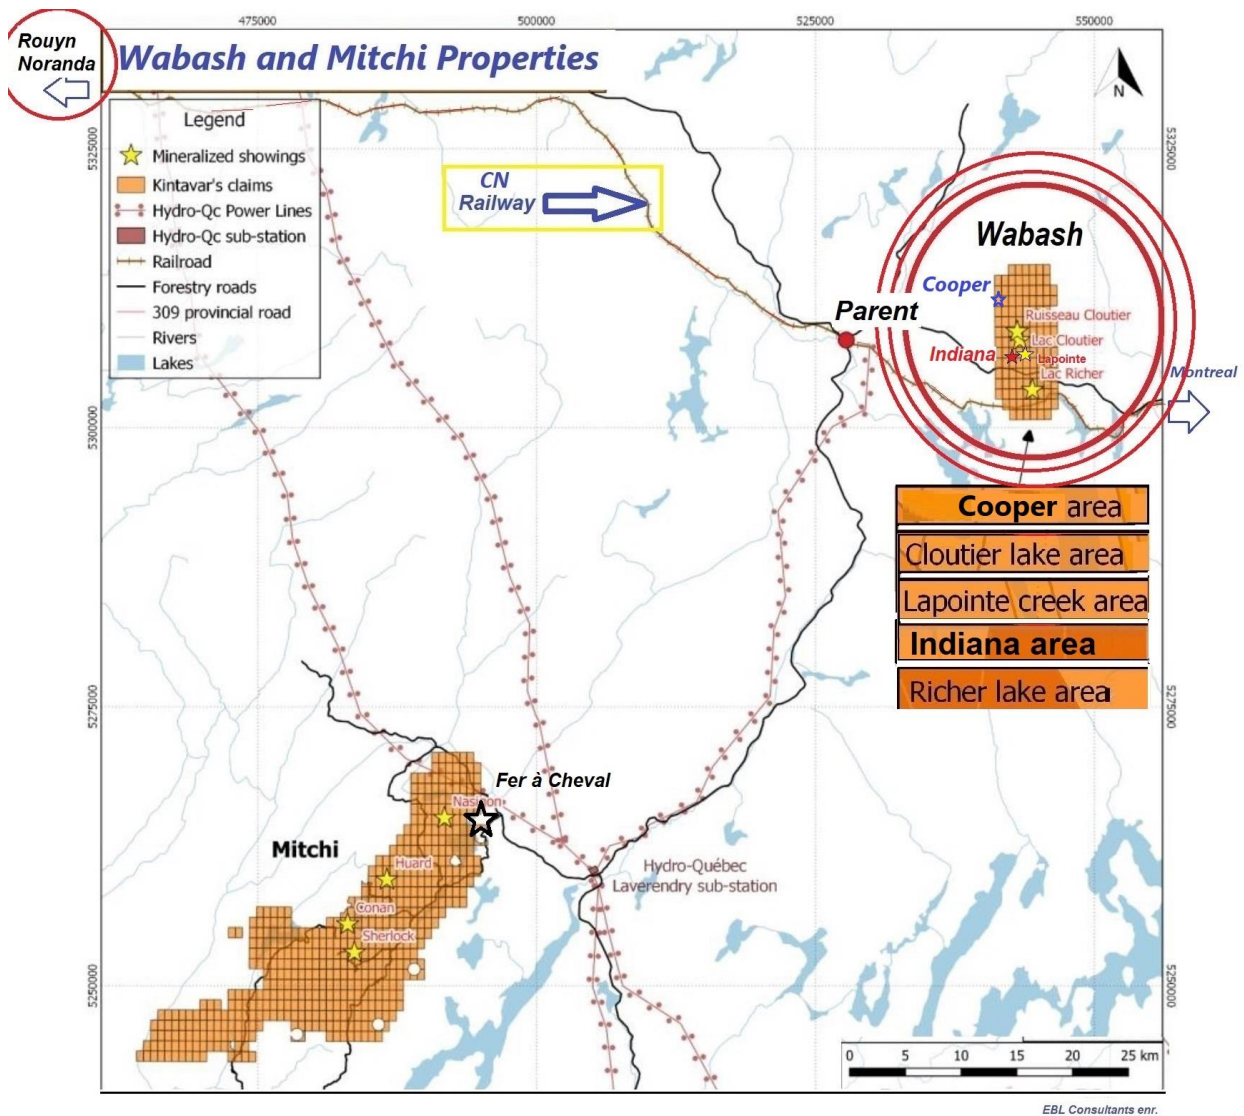 475000
500000
525000
550000
Rouyn
Noranda
Wabash and Mitchi Properties
N
Legend
Mineralized showings
Kintavar's claims
Hydro-Qc Power Lines
Hydro-Qc sub-station
Railroad
Forestry roads
309 provincial road
Rivers
Lakes
5325000
5325000
CN
Railway
Wabash
Cooper
Parent
Ruisseau Cloutier
Lac Cloutier
Indiana
Lapointe
Lac Richer
Montreal
5300000
Cooper area
Cloutier lake area
Lapointe creek area
Indiana area
Richer lake area
5275000
5275000
Fer à Cheval
Mitchi
Huard
Conan
Sherlock
Hydro-Québec
Laverendry sub-station
5250000
5250000
0 5 10 15 20 25 km
EBL Consultants enr.